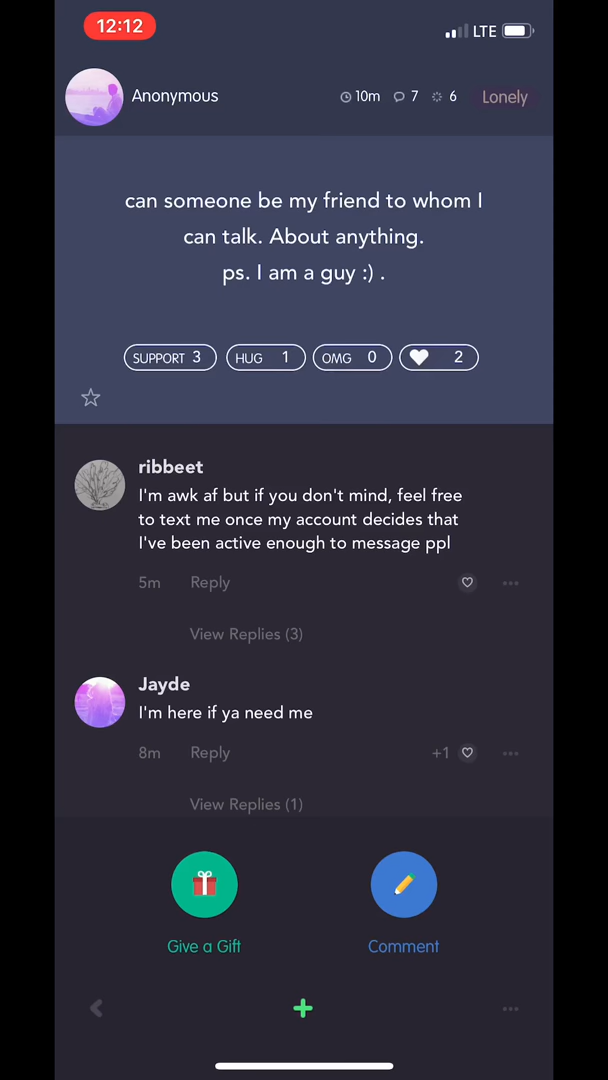 12:12
LTE
Anonymous
10m
7
6
Lonely
can someone be my friend to whom I
can talk. About anything.
ps. I am a guy :) .
SUPPORT 3
HUG 1
OMG 0
2
ribbeet
I'm awk af but if you don't mind, feel free
to text me once my account decides that
I've been active enough to message ppl
5m
Reply
View Replies (3)
Jayde
I'm here if ya need me
8m
Reply
+1
View Replies (1)
Give a Gift
Comment